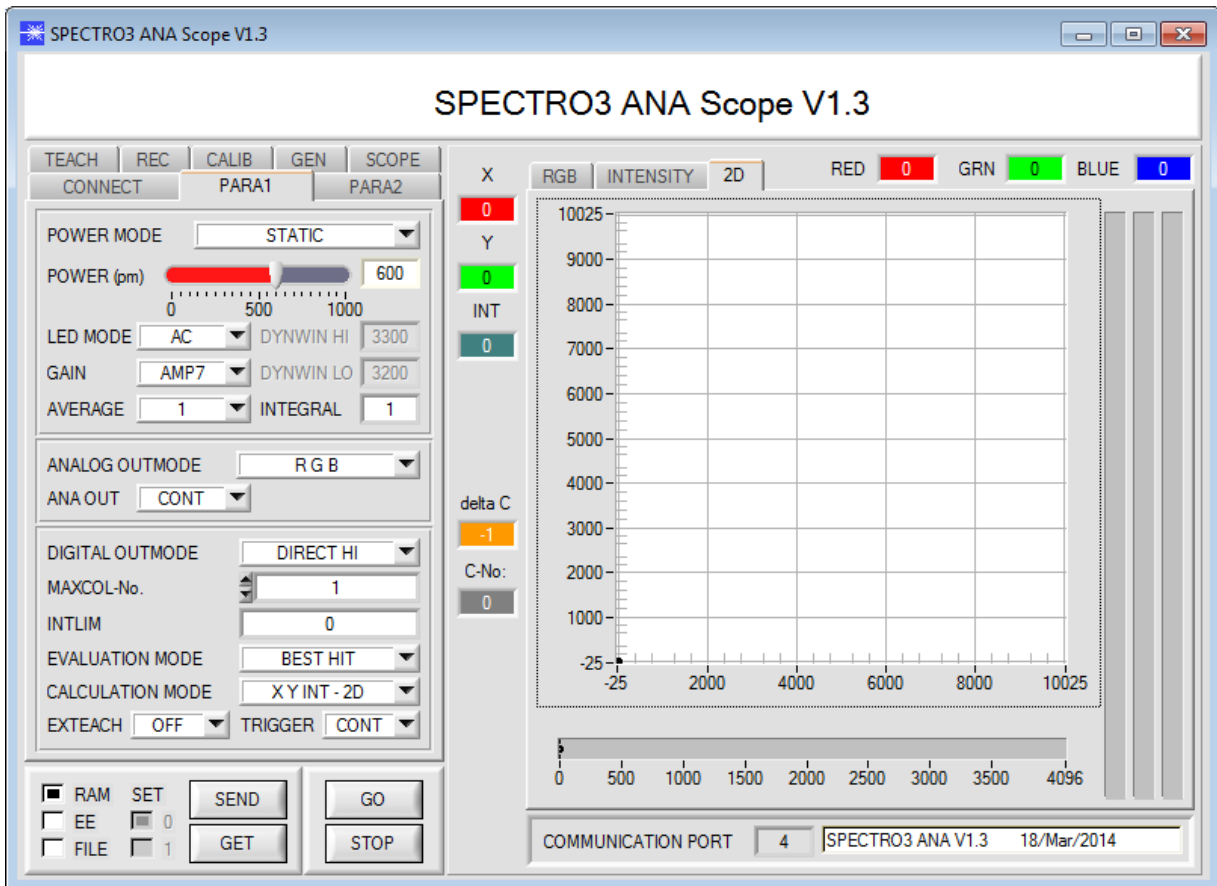 SPECTRO3 ANA Scope V1.3
SPECTRO3 ANA Scope V1.3
TEACH REC CALIB GEN SCOPE
CONNECT PARA1 PARA2
POWER MODE STATIC
POWER (pm) 600
0 500 1000
LED MODE AC DYNWIN HI 3300
GAIN AMP7 DYNWIN LO 3200
AVERAGE 1 INTEGRAL 1
ANALOG OUTMODE R G B
ANA OUT CONT
DIGITAL OUTMODE DIRECT HI
MAXCOL-No. 1
INTLIM 0
EVALUATION MODE BEST HIT
CALCULATION MODE X Y INT - 2D
EXTEACH OFF TRIGGER CONT
RAM SET SEND GO
EE 0
FILE 1 GET STOP
X
0
Y
0
INT
0
delta C
-1
C-No:
0
RGB INTENSITY 2D RED 0 GRN 0 BLUE 0
10025
9000
8000
7000
6000
5000
4000
3000
2000
1000
-25
-25 2000 4000 6000 8000 10025
0 500 1000 1500 2000 2500 3000 3500 4096
COMMUNICATION PORT 4 SPECTRO3 ANA V1.3 18/Mar/2014